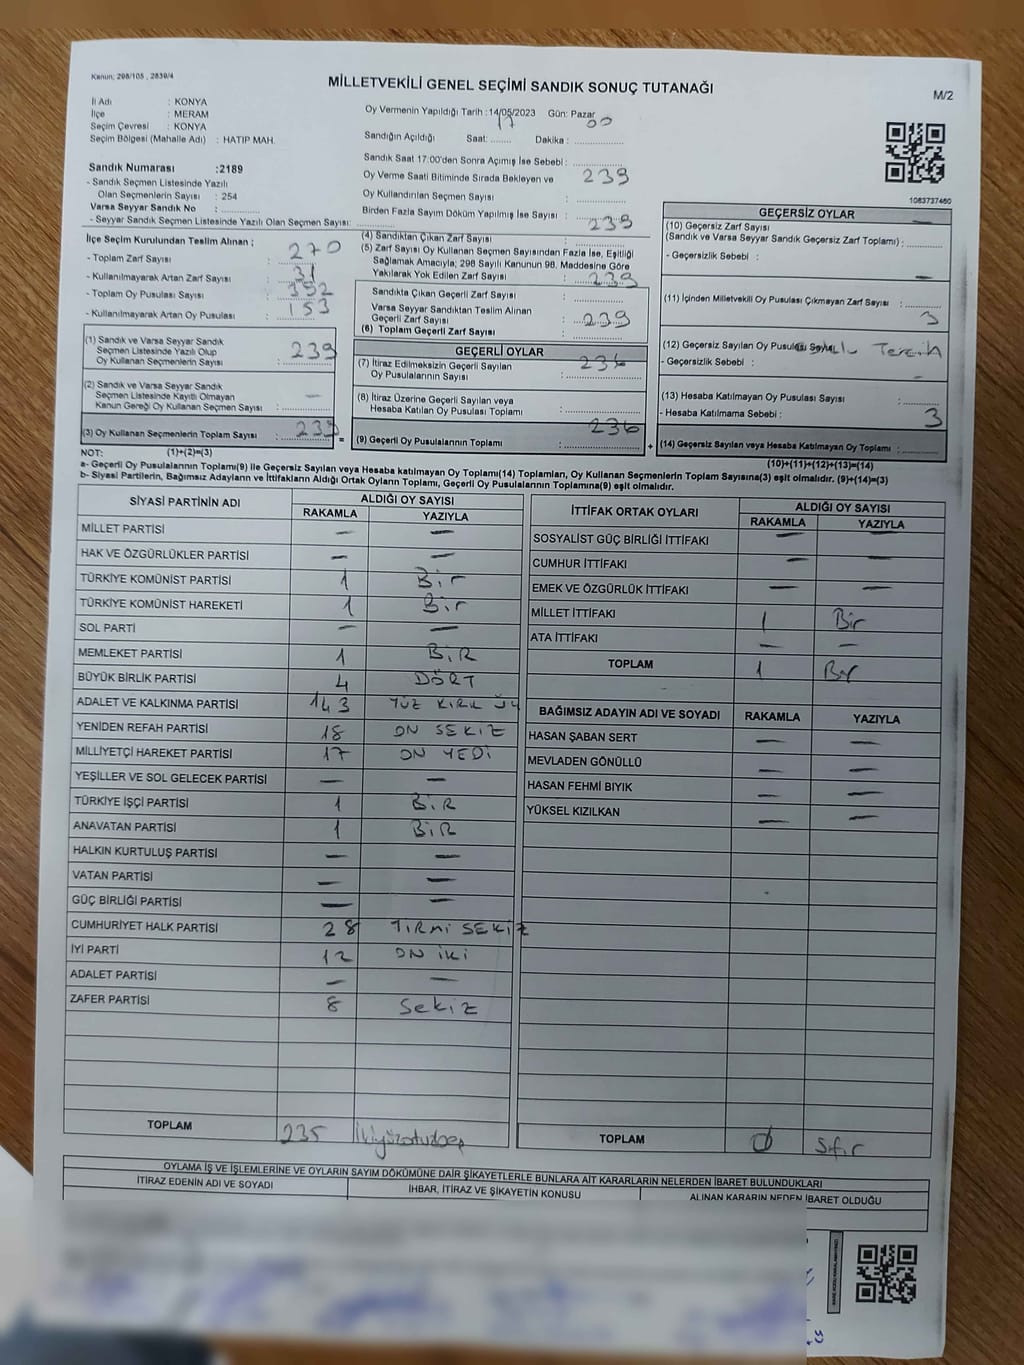 Kanun: 298/105 , 2839/4
MİLLETVEKİLİ GENEL SEÇİMİ SANDIK SONUÇ TUTANAĞI
M/2
İl Adı : KONYA
İlçe : MERAM
Seçim Çevresi : KONYA
Seçim Bölgesi (Mahalle Adı) : HATIP MAH.
Oy Vermenin Yapıldığı Tarih : 14/05/2023 Gün: Pazar
Sandığın Açıldığı Saat: 17 Dakika : 00
Sandık Saat 17:00'den Sonra Açımış İse Sebebi :
Oy Verme Saati Bitiminde Sırada Bekleyen ve
Oy Kullandırılan Seçmen Sayısı : 239
Birden Fazla Sayım Döküm Yapılmış İse Sayısı :
1083737460
Sandık Numarası :2189
- Sandık Seçmen Listesinde Yazılı
Olan Seçmenlerin Sayısı : 254
Varsa Seyyar Sandık No :
- Seyyar Sandık Seçmen Listesinde Yazılı Olan Seçmen Sayısı:
İlçe Seçim Kurulundan Teslim Alınan ;
- Toplam Zarf Sayısı : 270
- Kullanılmayarak Artan Zarf Sayısı : 31
- Toplam Oy Pusulası Sayısı : 352
- Kullanılmayarak Artan Oy Pusulası : 153
(1) Sandık ve Varsa Seyyar Sandık
Seçmen Listesinde Yazılı Olup
Oy Kullanan Seçmenlerin Sayısı : 239
(2) Sandık ve Varsa Seyyar Sandık
Seçmen Listesinde Kayıtlı Olmayan
Kanun Gereği Oy Kullanan Seçmen Sayısı : —
(3) Oy Kullanan Seçmenlerin Toplam Sayısı : 239 =
(4) Sandıktan Çıkan Zarf Sayısı : 239
(5) Zarf Sayısı Oy Kullanan Seçmen Sayısından Fazla İse, Eşitliği
Sağlamak Amacıyla; 298 Sayılı Kanunun 98. Maddesine Göre
Yakılarak Yok Edilen Zarf Sayısı :
Sandıkta Çıkan Geçerli Zarf Sayısı : 239
Varsa Seyyar Sandıktan Teslim Alınan
Geçerli Zarf Sayısı :
(6) Toplam Geçerli Zarf Sayısı : 239
GEÇERLİ OYLAR
(7) İtiraz Edilmeksizin Geçerli Sayılan
Oy Pusulalarının Sayısı : 236
(8) İtiraz Üzerine Geçerli Sayılan veya
Hesaba Katılan Oy Pusulası Toplamı :
(9) Geçerli Oy Pusulalarının Toplamı : 236 +
GEÇERSİZ OYLAR
(10) Geçersiz Zarf Sayısı
(Sandık ve Varsa Seyyar Sandık Geçersiz Zarf Toplamı) : —
- Geçersizlik Sebebi :
(11) İçinden Milletvekili Oy Pusulası Çıkmayan Zarf Sayısı : —
(12) Geçersiz Sayılan Oy Pusulası Sayısı 3
- Geçersizlik Sebebi : Tercih
(13) Hesaba Katılmayan Oy Pusulası Sayısı : —
- Hesaba Katılmama Sebebi :
(14) Geçersiz Sayılan veya Hesaba Katılmayan Oy Toplamı : 3
NOT: (1)+(2)=(3)
(10)+(11)+(12)+(13)=(14)
a- Geçerli Oy Pusulalarının Toplamı(9) ile Geçersiz Sayılan veya Hesaba katılmayan Oy Toplamı(14) Toplamları, Oy Kullanan Seçmenlerin Toplam Sayısına(3) eşit olmalıdır. (9)+(14)=(3)
b- Siyasi Partilerin, Bağımsız Adayların ve İttifakların Aldığı Ortak Oyların Toplamı, Geçerli Oy Pusulalarının Toplamına(9) eşit olmalıdır.
SİYASİ PARTİNİN ADI ALDIĞI OY SAYISI
RAKAMLA YAZIYLA
MİLLET PARTİSİ — —
HAK VE ÖZGÜRLÜKLER PARTİSİ — —
TÜRKİYE KOMÜNİST PARTİSİ 1 Bir
TÜRKİYE KOMÜNİST HAREKETİ 1 Bir
SOL PARTİ — —
MEMLEKET PARTİSİ 1 BiR
BÜYÜK BİRLİK PARTİSİ 4 DÖRT
ADALET VE KALKINMA PARTİSİ 143 YÜZ KIRK ÜÇ
YENİDEN REFAH PARTİSİ 18 ON SEKİZ
MİLLİYETÇİ HAREKET PARTİSİ 17 ON YEDİ
YEŞİLLER VE SOL GELECEK PARTİSİ — —
TÜRKİYE İŞÇİ PARTİSİ 1 BiR
ANAVATAN PARTİSİ 1 BiR
HALKIN KURTULUŞ PARTİSİ — —
VATAN PARTİSİ — —
GÜÇ BİRLİĞİ PARTİSİ — —
CUMHURİYET HALK PARTİSİ 28 YİRMİ SEKİZ
İYİ PARTİ 12 ON İKİ
ADALET PARTİSİ — —
ZAFER PARTİSİ 8 SEKİZ
TOPLAM 235 İkiyüzotuzbeş
İTTİFAK ORTAK OYLARI ALDIĞI OY SAYISI
RAKAMLA YAZIYLA
SOSYALİST GÜÇ BİRLİĞİ İTTİFAKI — —
CUMHUR İTTİFAKI — —
EMEK VE ÖZGÜRLÜK İTTİFAKI — —
MİLLET İTTİFAKI 1 Bir
ATA İTTİFAKI — —
TOPLAM 1 Bir
BAĞIMSIZ ADAYIN ADI VE SOYADI RAKAMLA YAZIYLA
HASAN ŞABAN SERT — —
MEVLADEN GÖNÜLLÜ — —
HASAN FEHMİ BIYIK — —
YÜKSEL KIZILKAN — —
TOPLAM 0 Sıfır
OYLAMA İŞ VE İŞLEMLERİNE VE OYLARIN SAYIM DÖKÜMÜNE DAİR ŞİKAYETLERLE BUNLARA AİT KARARLARIN NELERDEN İBARET BULUNDUKLARI
İTİRAZ EDENİN ADI VE SOYADI İHBAR, İTİRAZ VE ŞİKAYETİN KONUSU ALINAN KARARIN NEDEN İBARET OLDUĞU